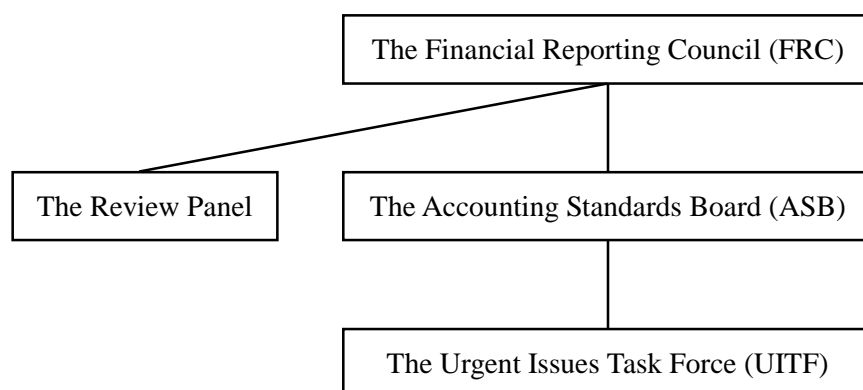 The Financial Reporting Council (FRC)
The Review Panel
The Accounting Standards Board (ASB)
The Urgent Issues Task Force (UITF)